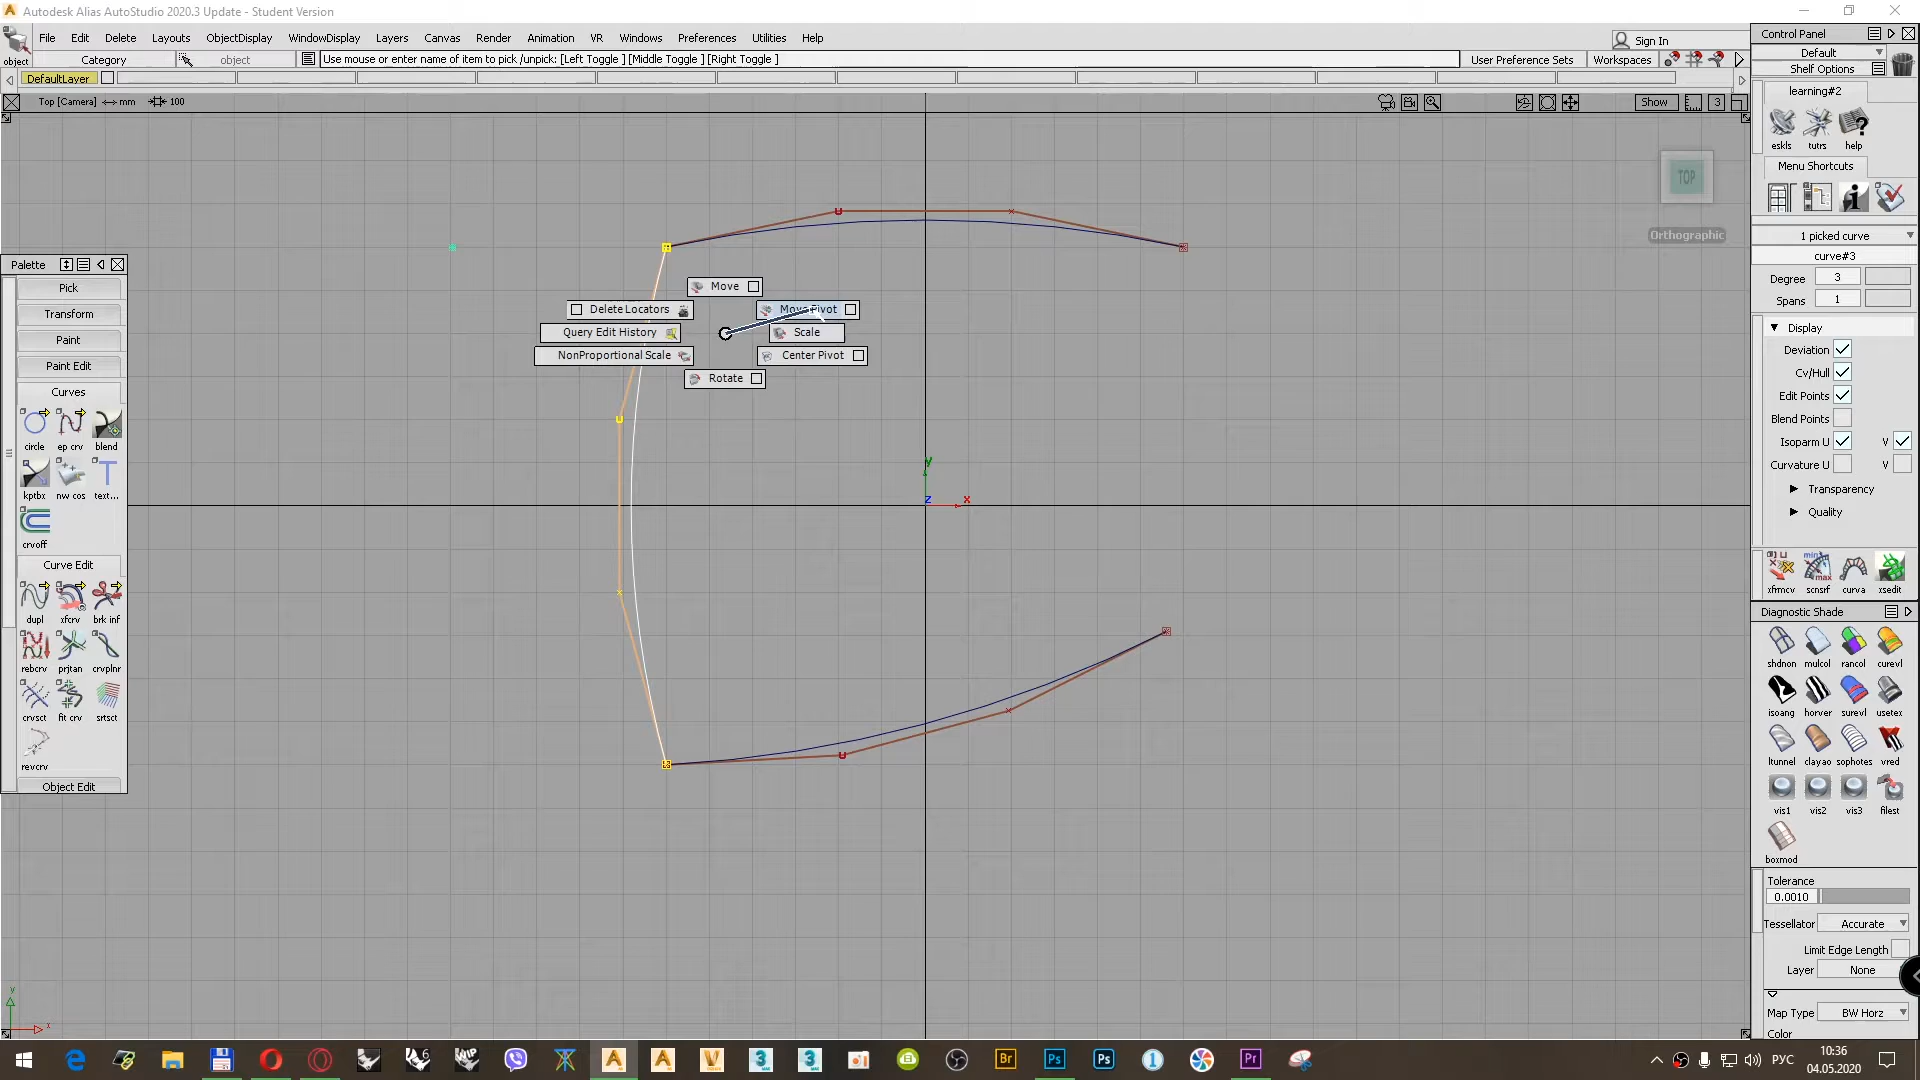 Autodesk Alias AutoStudio 2020.3 Update - Student Version
File Edit Delete Layouts ObjectDisplay WindowDisplay Layers Canvas Render Animation VR Windows Preferences Utilities Help
Sign In
object Category object Use mouse or enter name of item to pick /unpick: [Left Toggle ] [Middle Toggle ] [Right Toggle ] User Preference Sets Workspaces
DefaultLayer
Top [Camera] mm 100 Show 3
Control Panel
Default
Shelf Options
learning#2
eskls tutrs help
Menu Shortcuts
1 picked curve
curve#3
Degree 3
Spans 1
Display
Deviation
Cv/Hull
Edit Points
Blend Points
Isoparm U V
Curvature U V
Transparency
Quality
xfrmcv scnsrf curva xsedit
Diagnostic Shade
shdnon mulcol rancol curevl
isoang horver surevl usetex
ltunnel clayao sophotes vred
vis1 vis2 vis3 filest
boxmod
Tolerance
0.0010
Tessellator Accurate
Limit Edge Length
Layer None
Map Type BW Horz
Color
TOP
Orthographic
Palette
Pick
Transform
Paint
Paint Edit
Curves
circle ep crv blend
kptbx nw cos text...
crvoff
Curve Edit
dupl xfcrv brk inf
rebcrv prjtan crvplnr
crvsct fit crv srtsct
revcrv
Object Edit
Move
Delete Locators Move Pivot
Query Edit History Scale
NonProportional Scale Center Pivot
Rotate
U
U
U
y
z x
y
x
РУС
10:36
04.05.2020